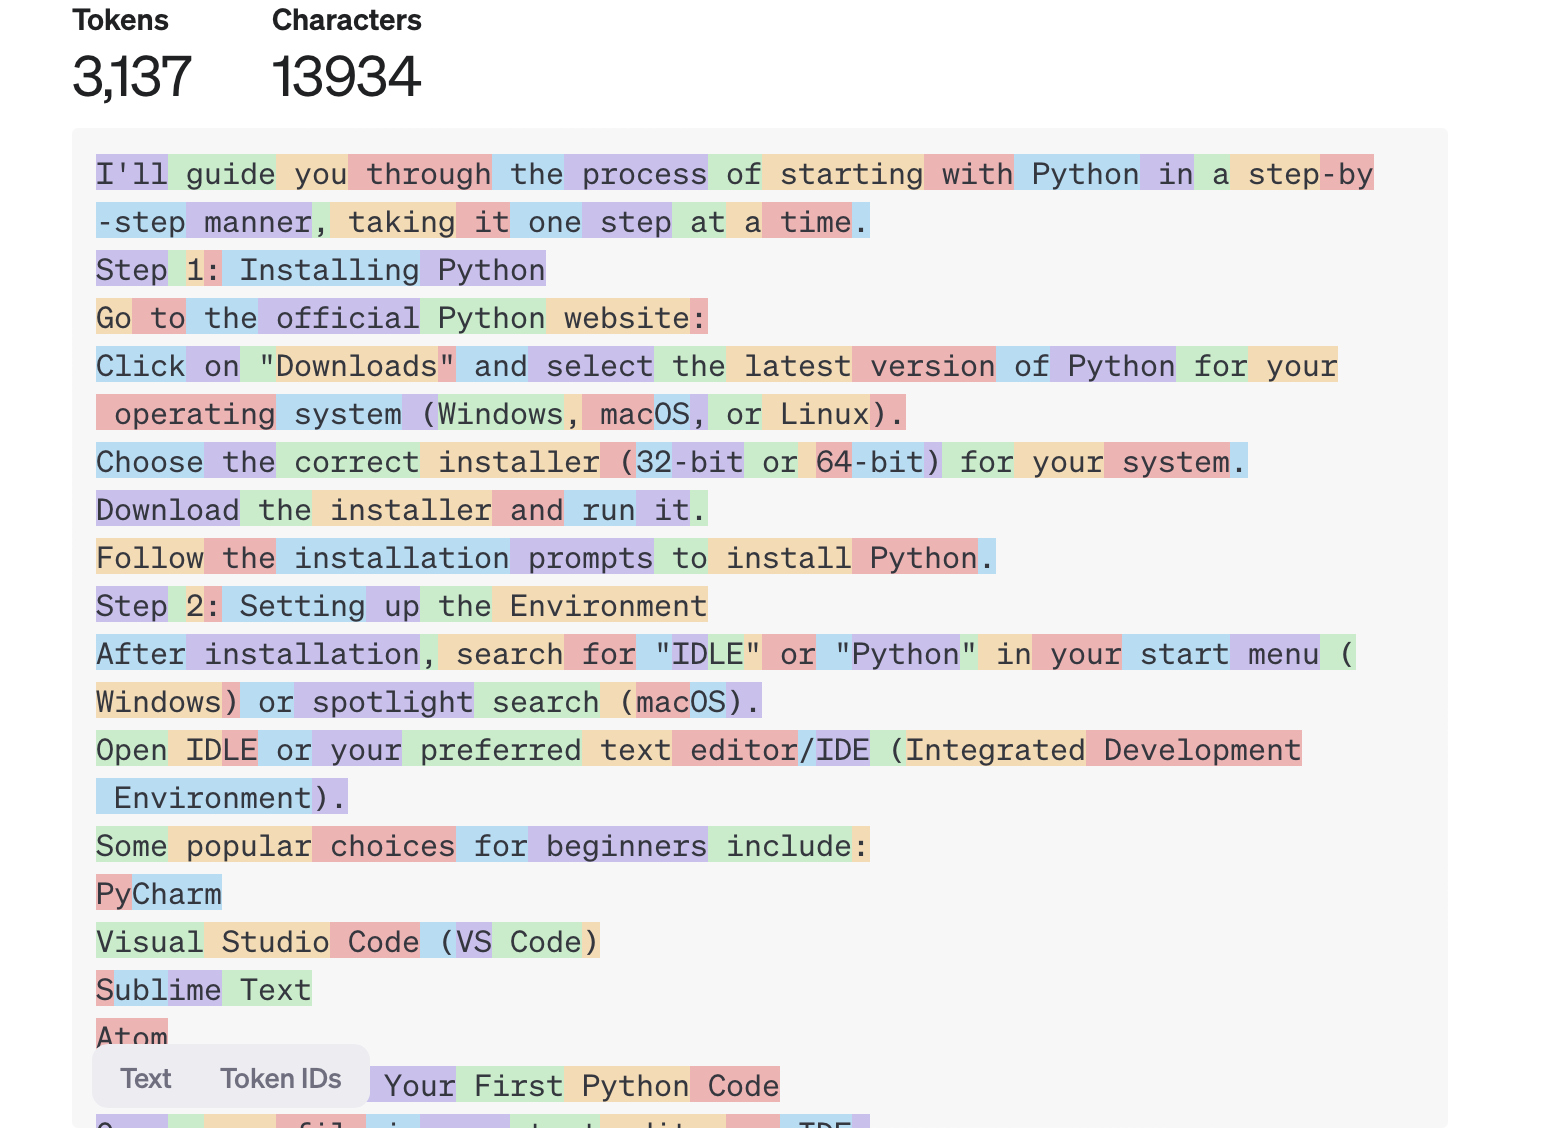 Tokens Characters
3,137 13934
I'll guide you through the process of starting with Python in a step-by
-step manner, taking it one step at a time.
Step 1: Installing Python
Go to the official Python website:
Click on "Downloads" and select the latest version of Python for your
operating system (Windows, macOS, or Linux).
Choose the correct installer (32-bit or 64-bit) for your system.
Download the installer and run it.
Follow the installation prompts to install Python.
Step 2: Setting up the Environment
After installation, search for "IDLE" or "Python" in your start menu (
Windows) or spotlight search (macOS).
Open IDLE or your preferred text editor/IDE (Integrated Development
Environment).
Some popular choices for beginners include:
PyCharm
Visual Studio Code (VS Code)
Sublime Text
Atom
Text Token IDs Your First Python Code